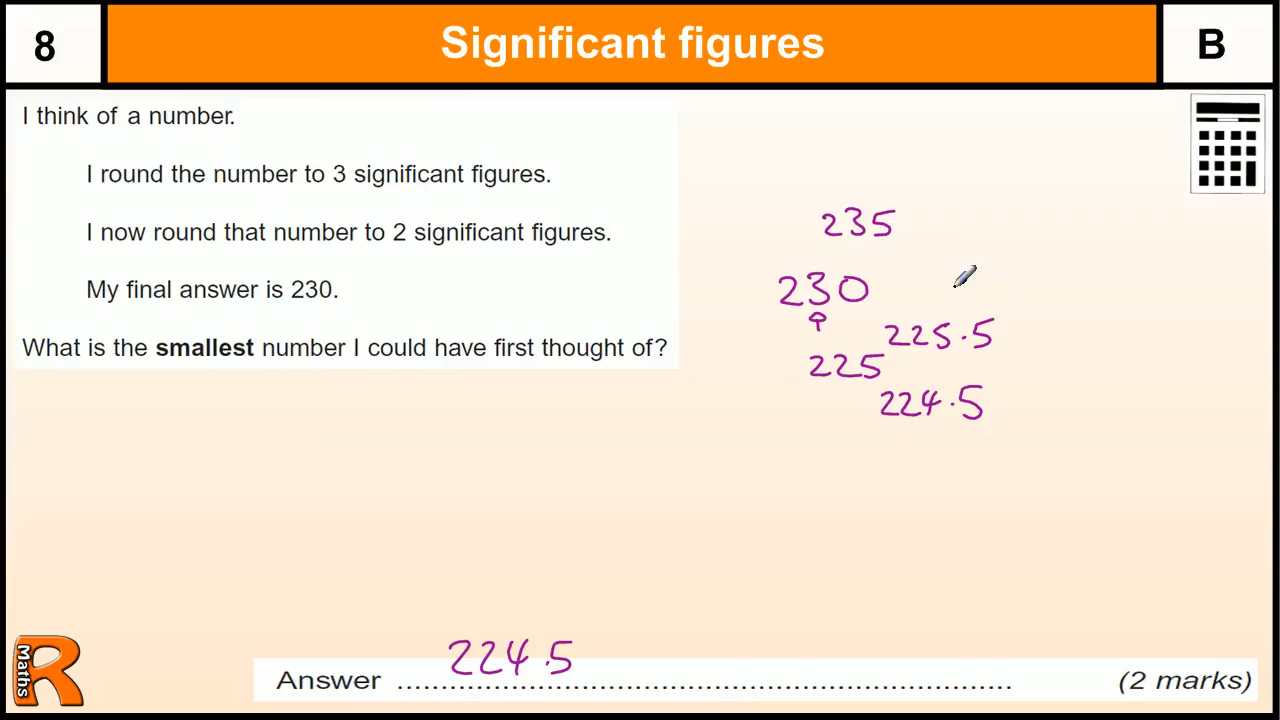 8
Significant figures
B
I think of a number.
I round the number to 3 significant figures.
I now round that number to 2 significant figures.
My final answer is 230.
What is the smallest number I could have first thought of?
235
230
225.5
225
224.5
224.5
Answer ........................................................................ (2 marks)
R
Maths